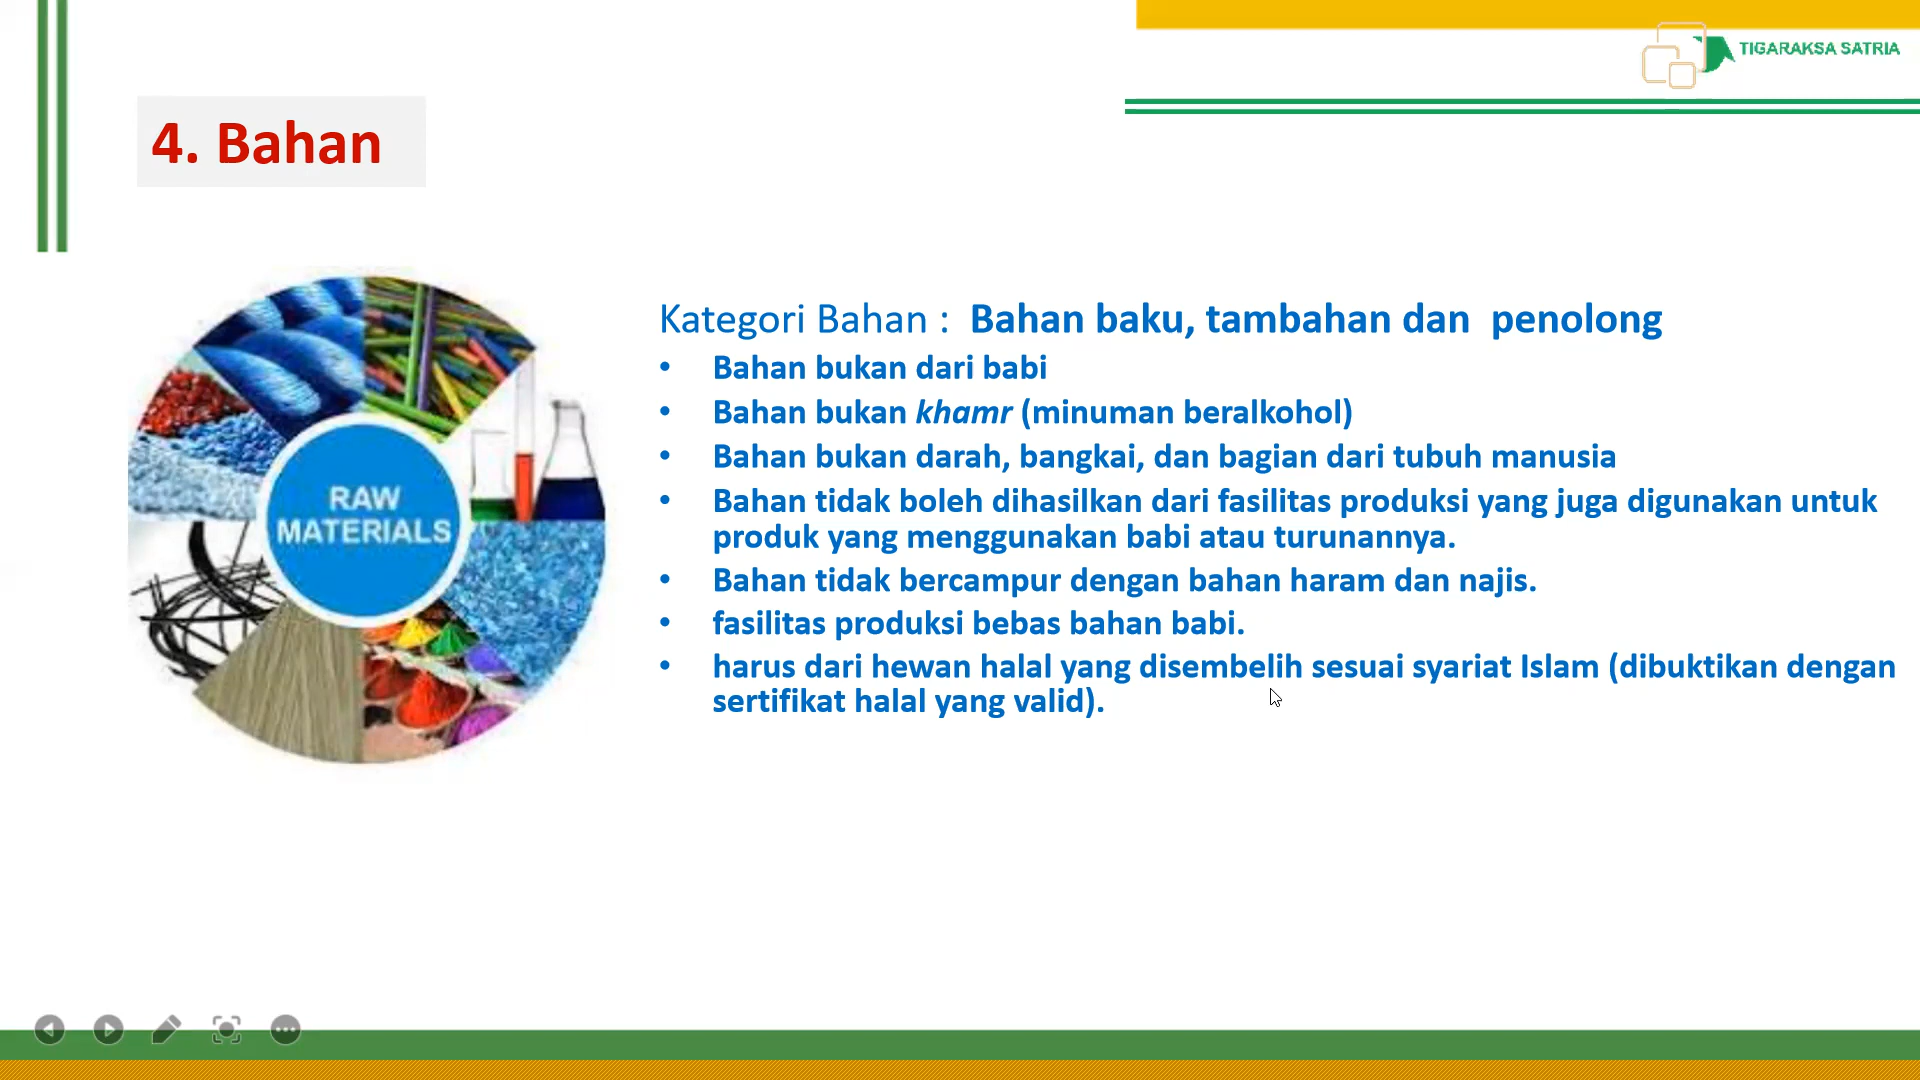 TIGARAKSA SATRIA
4. Bahan
RAW
MATERIALS
Kategori Bahan : Bahan baku, tambahan dan penolong
• Bahan bukan dari babi
• Bahan bukan khamr (minuman beralkohol)
• Bahan bukan darah, bangkai, dan bagian dari tubuh manusia
• Bahan tidak boleh dihasilkan dari fasilitas produksi yang juga digunakan untuk
produk yang menggunakan babi atau turunannya.
• Bahan tidak bercampur dengan bahan haram dan najis.
• fasilitas produksi bebas bahan babi.
• harus dari hewan halal yang disembelih sesuai syariat Islam (dibuktikan dengan
sertifikat halal yang valid).